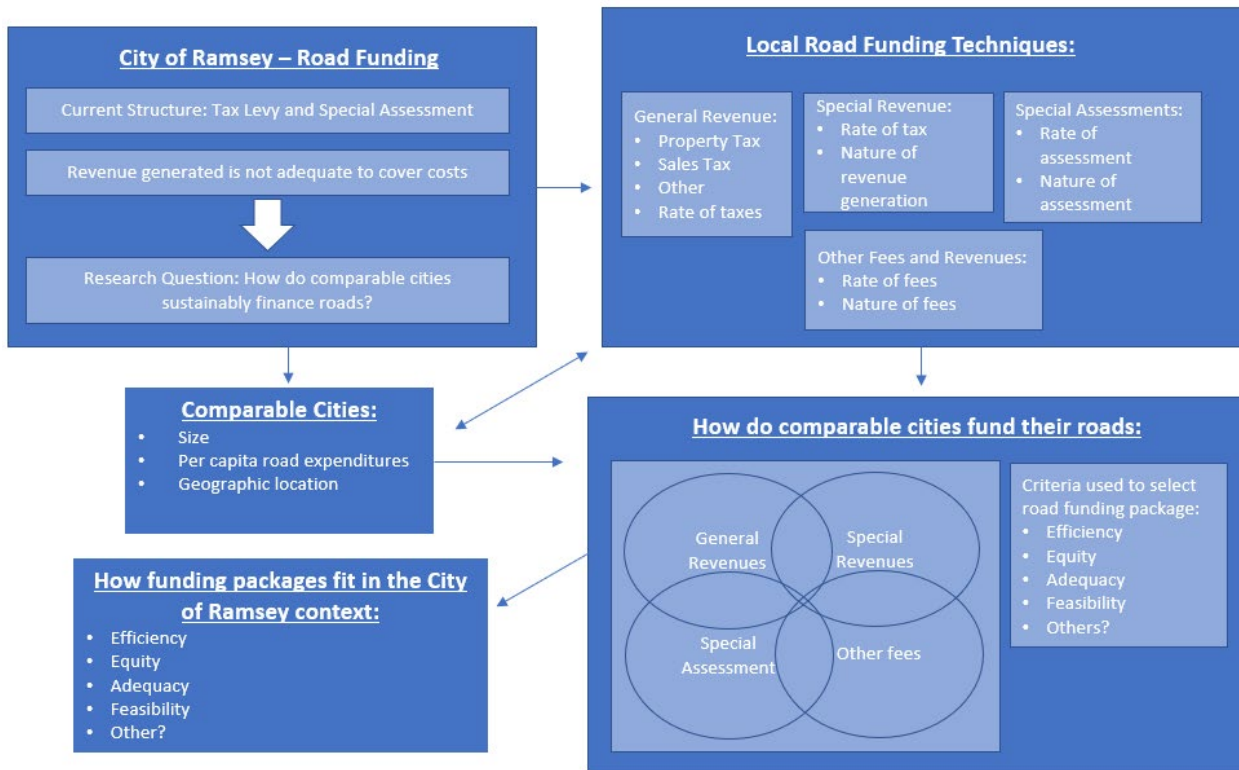 City of Ramsey – Road Funding
Current Structure: Tax Levy and Special Assessment
Revenue generated is not adequate to cover costs
Research Question: How do comparable cities
sustainably finance roads?
Local Road Funding Techniques:
General Revenue:
• Property Tax
• Sales Tax
• Other
• Rate of taxes
Special Revenue:
• Rate of tax
• Nature of
revenue
generation
Special Assessments:
• Rate of
assessment
• Nature of
assessment
Other Fees and Revenues:
• Rate of fees
• Nature of fees
Comparable Cities:
• Size
• Per capita road expenditures
• Geographic location
How do comparable cities fund their roads:
General
Revenues
Special
Revenues
Special
Assessment
Other fees
Criteria used to select
road funding package:
• Efficiency
• Equity
• Adequacy
• Feasibility
• Others?
How funding packages fit in the City
of Ramsey context:
• Efficiency
• Equity
• Adequacy
• Feasibility
• Other?